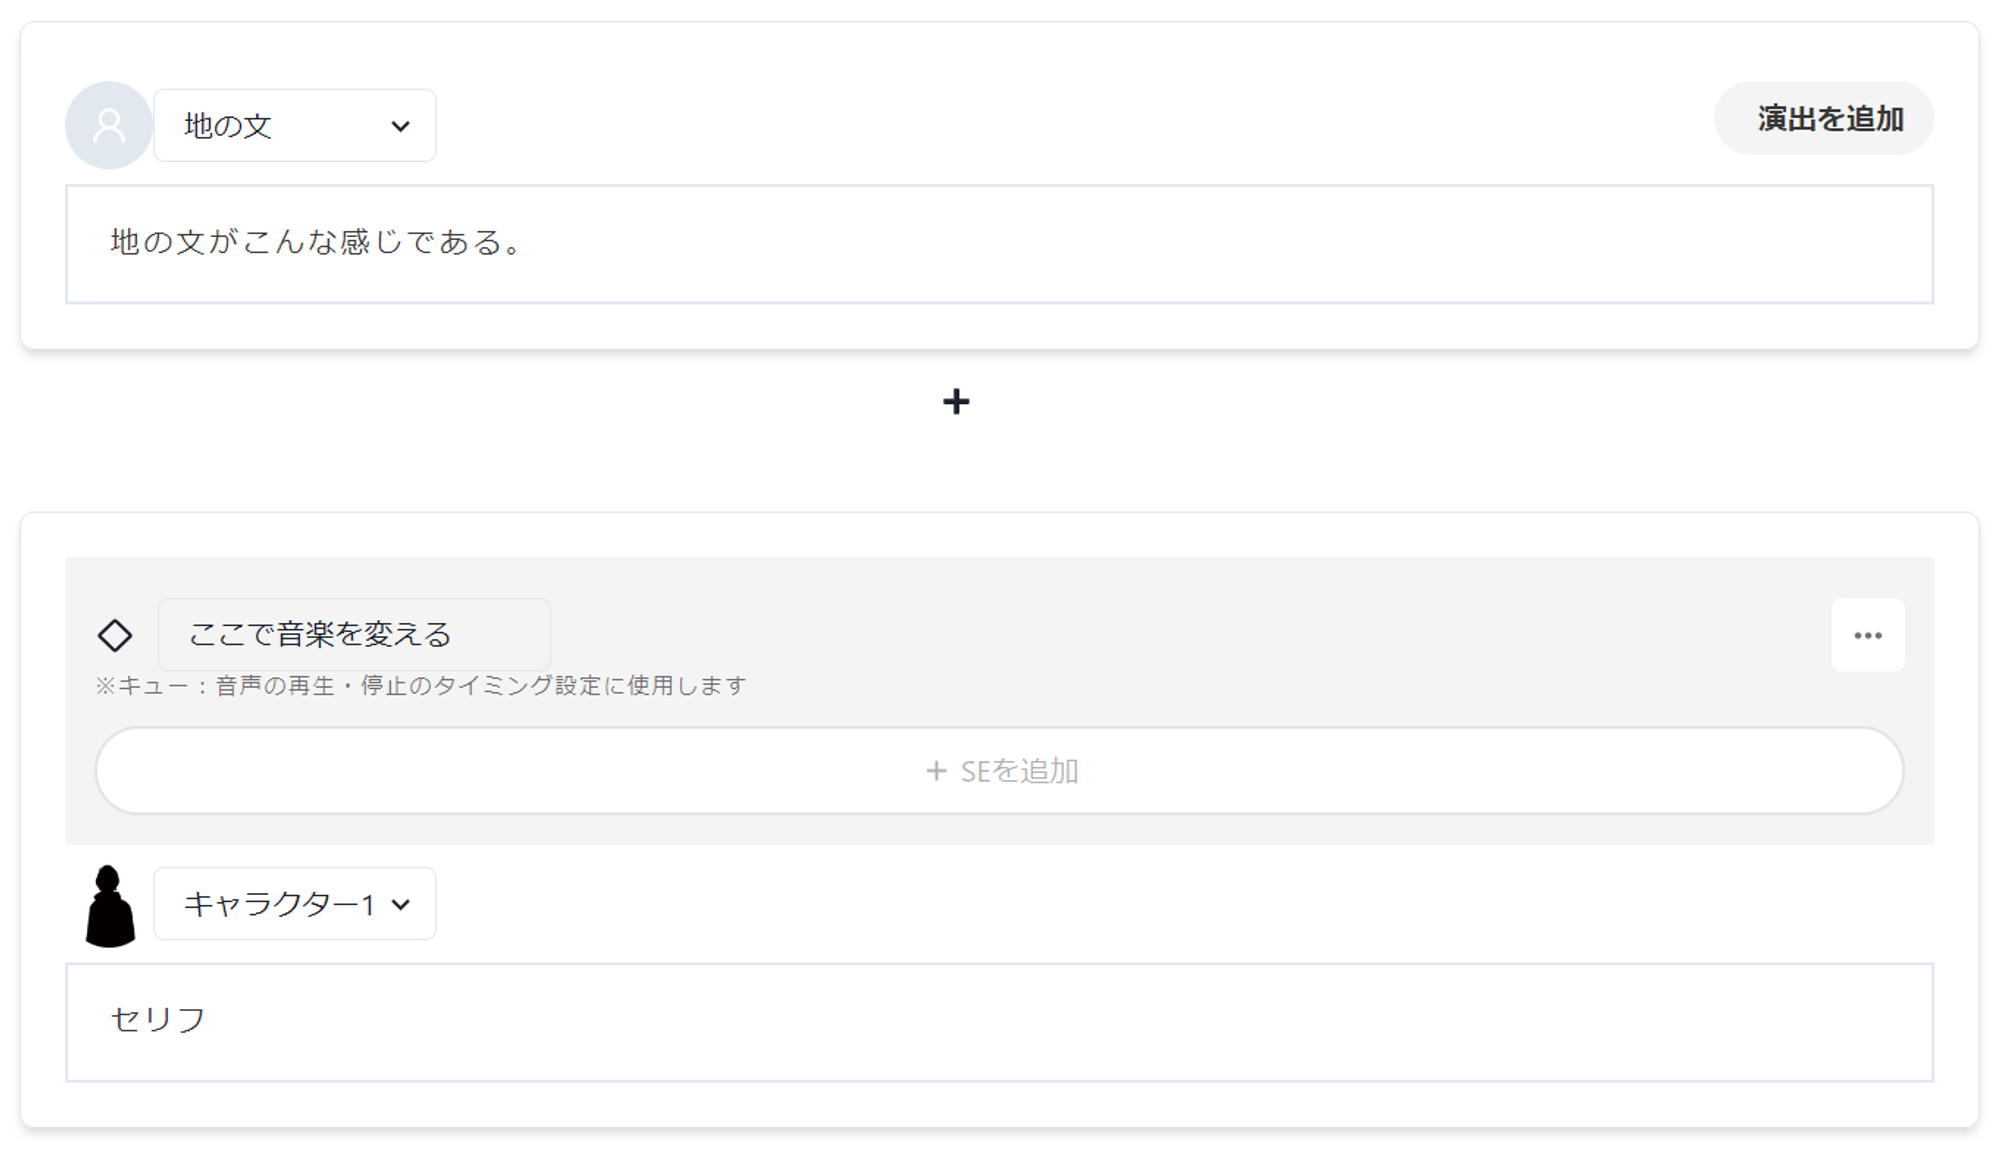 地の文
演出を追加
地の文がこんな感じである。
ここで音楽を変える
※キュー：音声の再生・停止のタイミング設定に使用します
+ SEを追加
キャラクター1
セリフ